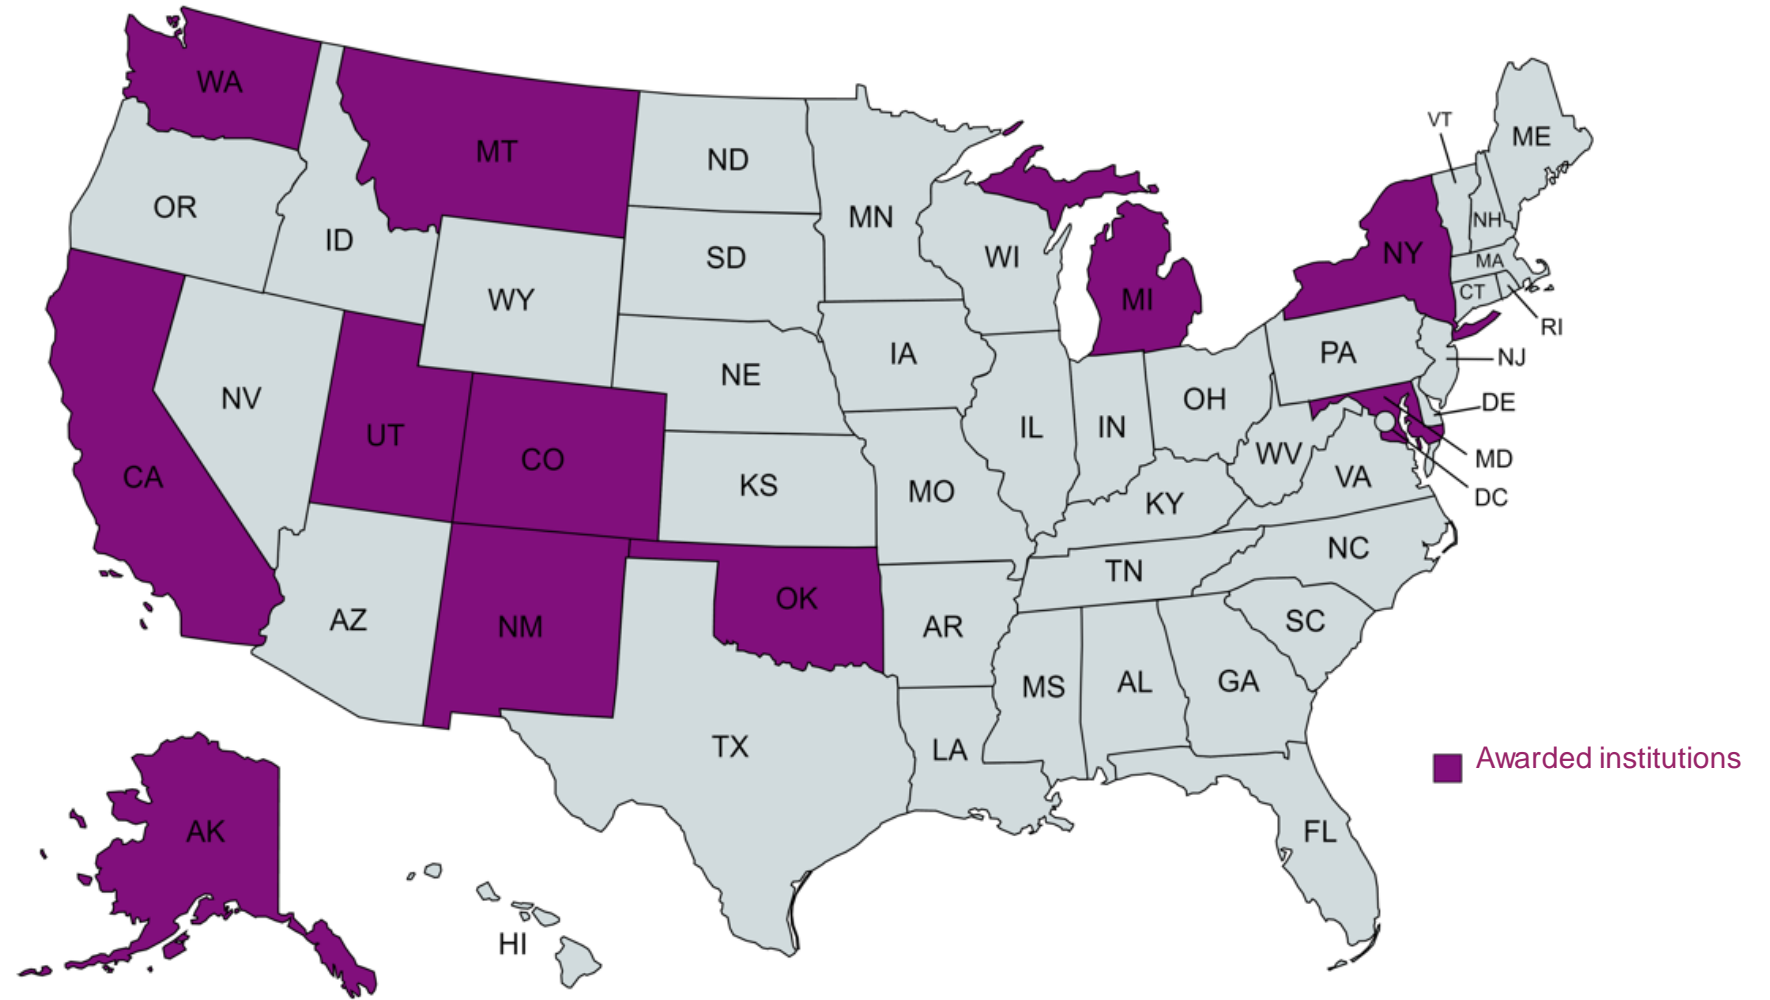 WA
MT
ND
MN
VT
ME
OR
ID
SD
WI
NH
NY
MA
WY
MI
CT
RI
IA
PA
NJ
NE
NV
OH
DE
UT
CO
IL
IN
WV
MD
CA
KS
MO
KY
VA
DC
NC
AZ
NM
OK
AR
TN
SC
MS
AL
GA
TX
LA
Awarded institutions
AK
FL
HI